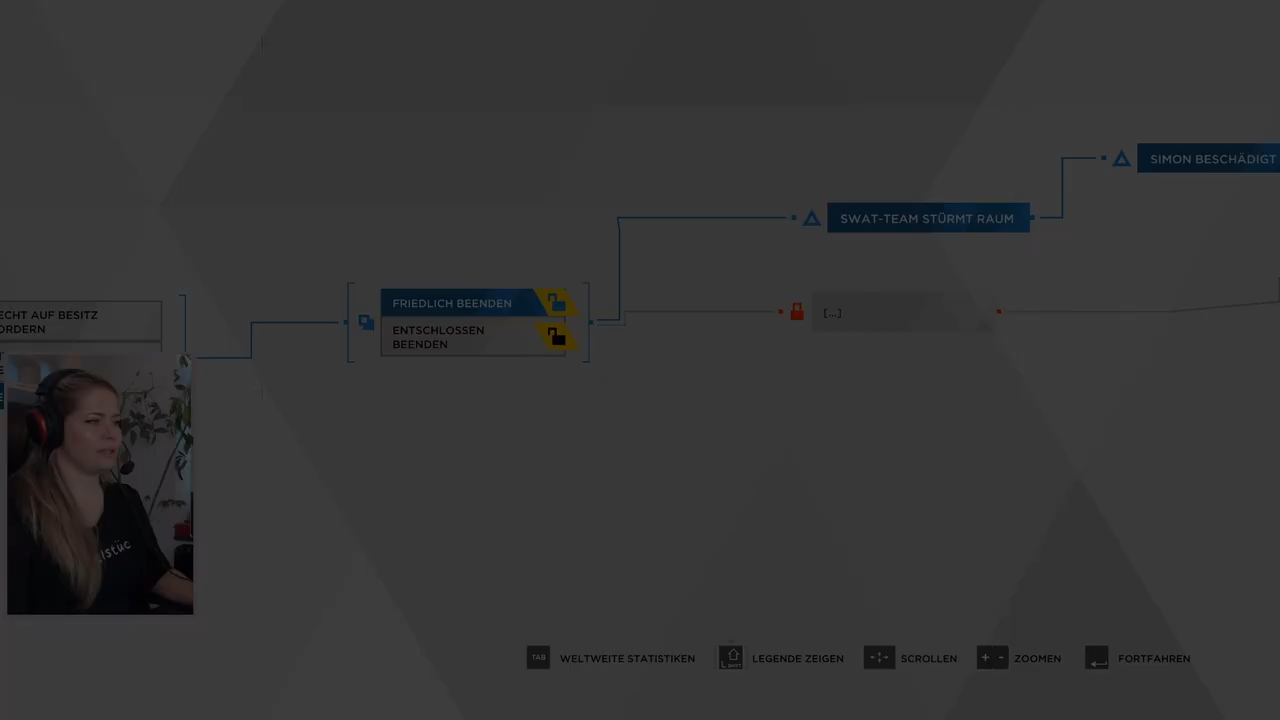 SIMON BESCHÄDIGT
SWAT-TEAM STÜRMT RAUM
FRIEDLICH BEENDEN
ENTSCHLOSSEN
BEENDEN
[...]
ECHT AUF BESITZ
ORDERN
TAB WELTWEITE STATISTIKEN
LEGENDE ZEIGEN
SCROLLEN
+ - ZOOMEN
FORTFAHREN